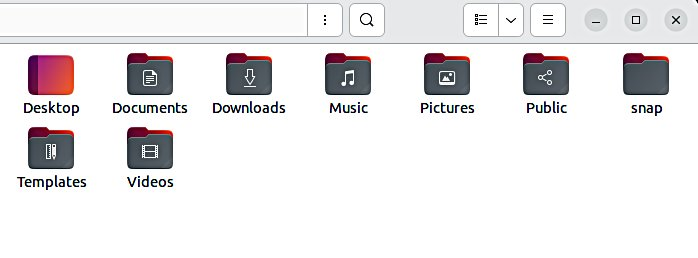 Desktop Documents Downloads Music Pictures Public snap
Templates Videos